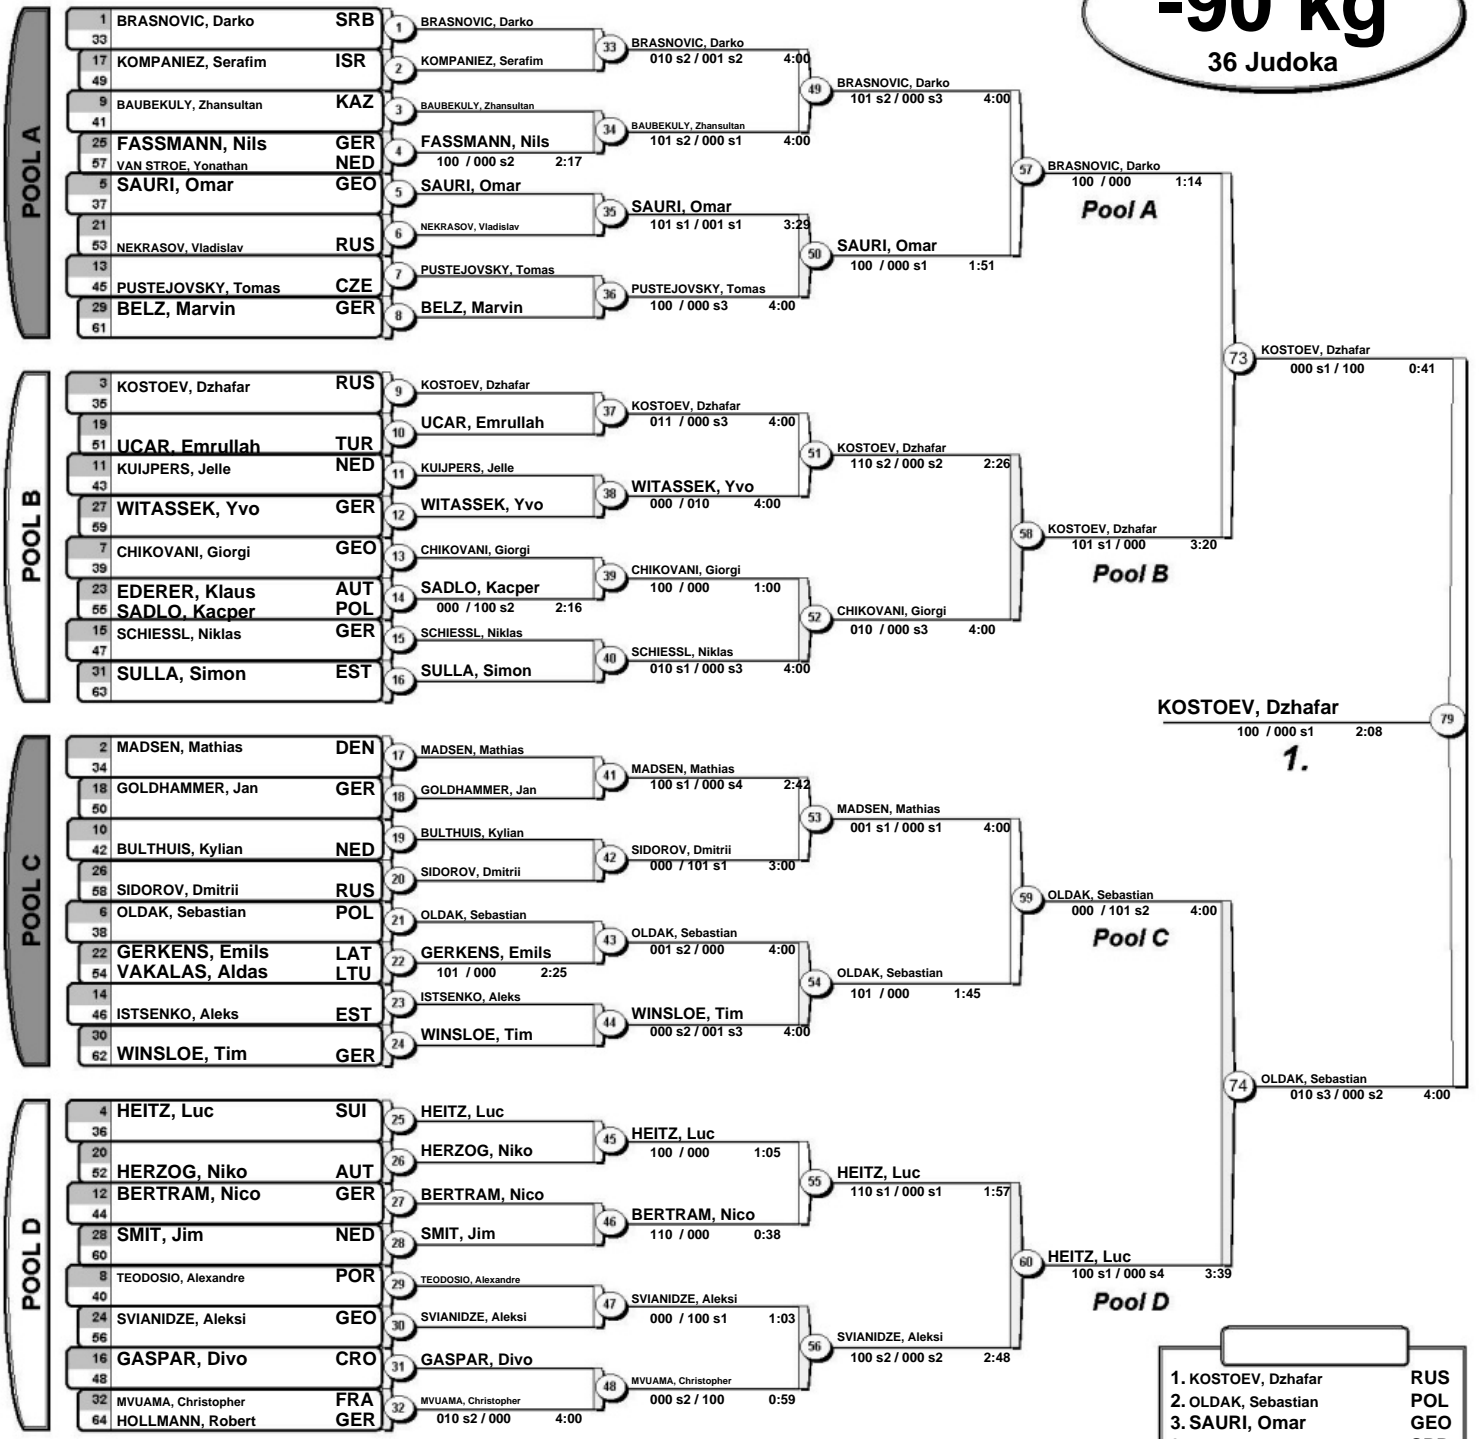 -90 kg
36 Judoka
POOL A
1 BRASNOVIC, Darko SRB
33
17 KOMPANIEZ, Serafim ISR
49
9 BAUBEKULY, Zhansultan KAZ
41
25 FASSMANN, Nils GER
57 VAN STROE, Yonathan NED
5 SAURI, Omar GEO
37
21
53 NEKRASOV, Vladislav RUS
13
45 PUSTEJOVSKY, Tomas CZE
29 BELZ, Marvin GER
61
1 BRASNOVIC, Darko
2 KOMPANIEZ, Serafim
3 BAUBEKULY, Zhansultan
4 FASSMANN, Nils
100 / 000 s2 2:17
5 SAURI, Omar
6 NEKRASOV, Vladislav
7 PUSTEJOVSKY, Tomas
8 BELZ, Marvin
33 BRASNOVIC, Darko
010 s2 / 001 s2 4:00
34 BAUBEKULY, Zhansultan
101 s2 / 000 s1 4:00
35 SAURI, Omar
101 s1 / 001 s1 3:29
36 PUSTEJOVSKY, Tomas
100 / 000 s3 4:00
49 BRASNOVIC, Darko
101 s2 / 000 s3 4:00
50 SAURI, Omar
100 / 000 s1 1:51
57 BRASNOVIC, Darko
100 / 000 1:14
Pool A
POOL B
3 KOSTOEV, Dzhafar RUS
35
19
51 UCAR, Emrullah TUR
11 KUIJPERS, Jelle NED
43
27 WITASSEK, Yvo GER
59
7 CHIKOVANI, Giorgi GEO
39
23 EDERER, Klaus AUT
55 SADLO, Kacper POL
15 SCHIESSL, Niklas GER
47
31 SULLA, Simon EST
63
9 KOSTOEV, Dzhafar
10 UCAR, Emrullah
11 KUIJPERS, Jelle
12 WITASSEK, Yvo
13 CHIKOVANI, Giorgi
14 SADLO, Kacper
000 / 100 s2 2:16
15 SCHIESSL, Niklas
16 SULLA, Simon
37 KOSTOEV, Dzhafar
011 / 000 s3 4:00
38 WITASSEK, Yvo
000 / 010 4:00
39 CHIKOVANI, Giorgi
100 / 000 1:00
40 SCHIESSL, Niklas
010 s1 / 000 s3 4:00
51 KOSTOEV, Dzhafar
110 s2 / 000 s2 2:26
52 CHIKOVANI, Giorgi
010 / 000 s3 4:00
58 KOSTOEV, Dzhafar
101 s1 / 000 3:20
Pool B
73 KOSTOEV, Dzhafar
000 s1 / 100 0:41
KOSTOEV, Dzhafar 79
100 / 000 s1 2:08
1.
POOL C
2 MADSEN, Mathias DEN
34
18 GOLDHAMMER, Jan GER
50
10
42 BULTHUIS, Kylian NED
26
58 SIDOROV, Dmitrii RUS
6 OLDAK, Sebastian POL
38
22 GERKENS, Emils LAT
54 VAKALAS, Aldas LTU
14
46 ISTSENKO, Aleks EST
30
62 WINSLOE, Tim GER
17 MADSEN, Mathias
18 GOLDHAMMER, Jan
19 BULTHUIS, Kylian
20 SIDOROV, Dmitrii
21 OLDAK, Sebastian
22 GERKENS, Emils
101 / 000 2:25
23 ISTSENKO, Aleks
24 WINSLOE, Tim
41 MADSEN, Mathias
100 s1 / 000 s4 2:42
42 SIDOROV, Dmitrii
000 / 101 s1 3:00
43 OLDAK, Sebastian
001 s2 / 000 4:00
44 WINSLOE, Tim
000 s2 / 001 s3 4:00
53 MADSEN, Mathias
001 s1 / 000 s1 4:00
54 OLDAK, Sebastian
101 / 000 1:45
59 OLDAK, Sebastian
000 / 101 s2 4:00
Pool C
POOL D
4 HEITZ, Luc SUI
36
20
52 HERZOG, Niko AUT
12 BERTRAM, Nico GER
44
28 SMIT, Jim NED
60
8 TEODOSIO, Alexandre POR
40
24 SVIANIDZE, Aleksi GEO
56
16 GASPAR, Divo CRO
48
32 MVUAMA, Christopher FRA
64 HOLLMANN, Robert GER
25 HEITZ, Luc
26 HERZOG, Niko
27 BERTRAM, Nico
28 SMIT, Jim
29 TEODOSIO, Alexandre
30 SVIANIDZE, Aleksi
31 GASPAR, Divo
32 MVUAMA, Christopher
010 s2 / 000 4:00
45 HEITZ, Luc
100 / 000 1:05
46 BERTRAM, Nico
110 / 000 0:38
47 SVIANIDZE, Aleksi
000 / 100 s1 1:03
48 MVUAMA, Christopher
000 s2 / 100 0:59
55 HEITZ, Luc
110 s1 / 000 s1 1:57
56 SVIANIDZE, Aleksi
100 s2 / 000 s2 2:48
60 HEITZ, Luc
100 s1 / 000 s4 3:39
Pool D
74 OLDAK, Sebastian
010 s3 / 000 s2 4:00
1. KOSTOEV, Dzhafar RUS
2. OLDAK, Sebastian POL
3. SAURI, Omar GEO